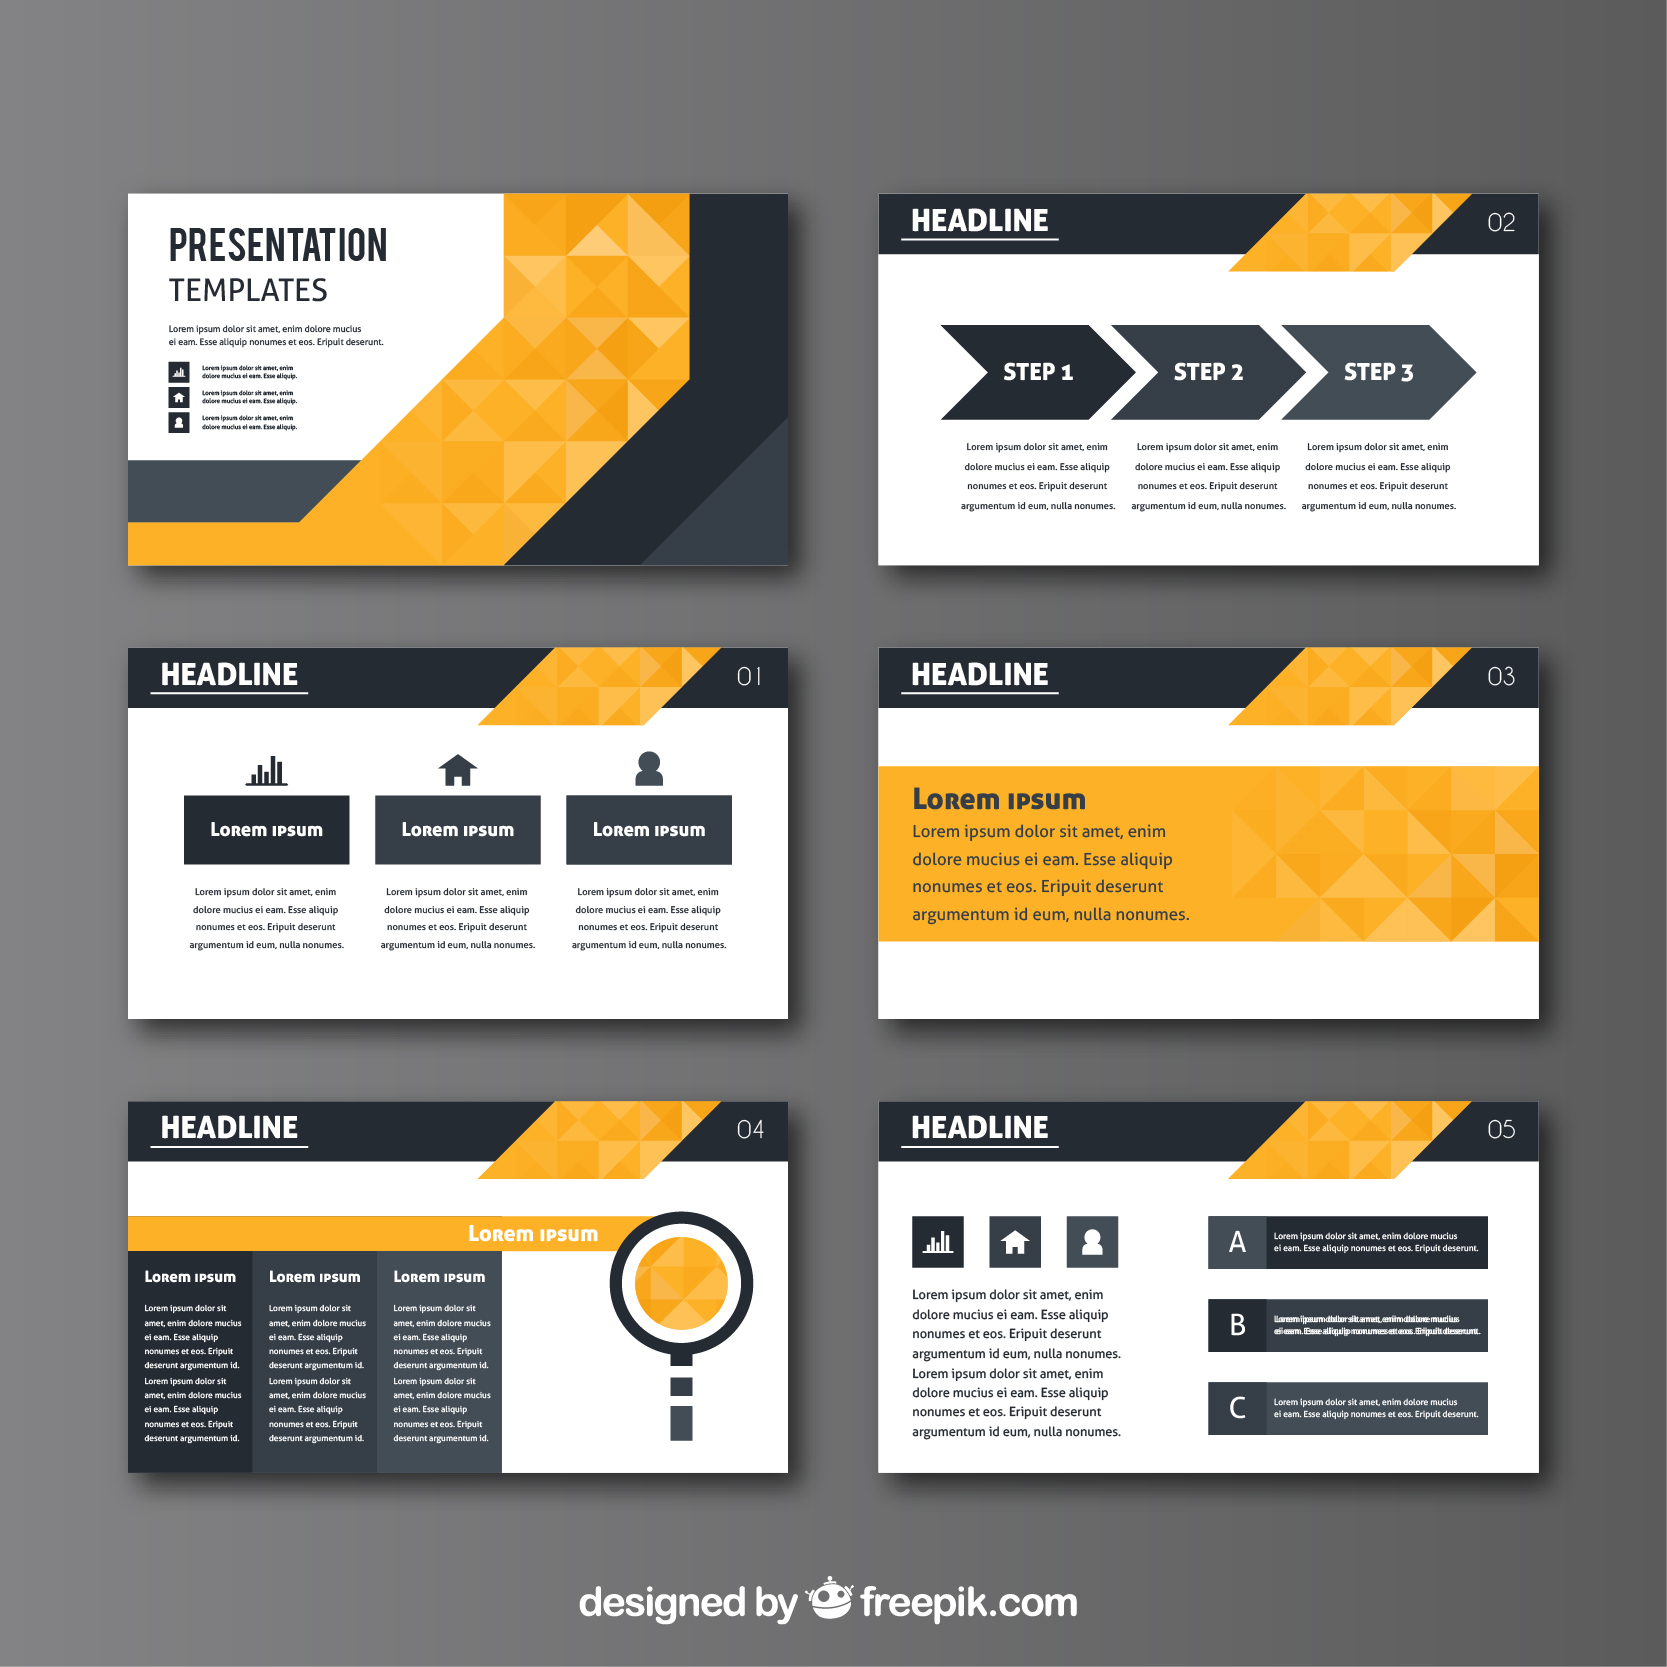 PRESENTATION
TEMPLATES
Lorem ipsum dolor sit amet, enim dolore mucius
ei eam. Esse aliquip nonumes et eos. Eripuit deserunt.
Lorem ipsum dolor sit amet, enim
dolore mucius ei eam. Esse aliquip.
Lorem ipsum dolor sit amet, enim
dolore mucius ei eam. Esse aliquip.
Lorem ipsum dolor sit amet, enim
dolore mucius ei eam. Esse aliquip.
HEADLINE
02
STEP 1
STEP 2
STEP 3
Lorem ipsum dolor sit amet, enim
dolore mucius ei eam. Esse aliquip
nonumes et eos. Eripuit deserunt
argumentum id eum, nulla nonumes.
Lorem ipsum dolor sit amet, enim
dolore mucius ei eam. Esse aliquip
nonumes et eos. Eripuit deserunt
argumentum id eum, nulla nonumes.
Lorem ipsum dolor sit amet, enim
dolore mucius ei eam. Esse aliquip
nonumes et eos. Eripuit deserunt
argumentum id eum, nulla nonumes.
HEADLINE
01
Lorem ipsum
Lorem ipsum
Lorem ipsum
Lorem ipsum dolor sit amet, enim
dolore mucius ei eam. Esse aliquip
nonumes et eos. Eripuit deserunt
argumentum id eum, nulla nonumes.
Lorem ipsum dolor sit amet, enim
dolore mucius ei eam. Esse aliquip
nonumes et eos. Eripuit deserunt
argumentum id eum, nulla nonumes.
Lorem ipsum dolor sit amet, enim
dolore mucius ei eam. Esse aliquip
nonumes et eos. Eripuit deserunt
argumentum id eum, nulla nonumes.
HEADLINE
03
Lorem ipsum
Lorem ipsum dolor sit amet, enim
dolore mucius ei eam. Esse aliquip
nonumes et eos. Eripuit deserunt
argumentum id eum, nulla nonumes.
HEADLINE
04
Lorem ipsum
Lorem ipsum
Lorem ipsum dolor sit
amet, enim dolore mucius
ei eam. Esse aliquip
nonumes et eos. Eripuit
deserunt argumentum id.
Lorem ipsum dolor sit
amet, enim dolore mucius
ei eam. Esse aliquip
nonumes et eos. Eripuit
deserunt argumentum id.
Lorem ipsum
Lorem ipsum dolor sit
amet, enim dolore mucius
ei eam. Esse aliquip
nonumes et eos. Eripuit
deserunt argumentum id.
Lorem ipsum dolor sit
amet, enim dolore mucius
ei eam. Esse aliquip
nonumes et eos. Eripuit
deserunt argumentum id.
Lorem ipsum
Lorem ipsum dolor sit
amet, enim dolore mucius
ei eam. Esse aliquip
nonumes et eos. Eripuit
deserunt argumentum id.
Lorem ipsum dolor sit
amet, enim dolore mucius
ei eam. Esse aliquip
nonumes et eos. Eripuit
deserunt argumentum id.
HEADLINE
05
Lorem ipsum dolor sit amet, enim
dolore mucius ei eam. Esse aliquip
nonumes et eos. Eripuit deserunt
argumentum id eum, nulla nonumes.
Lorem ipsum dolor sit amet, enim
dolore mucius ei eam. Esse aliquip
nonumes et eos. Eripuit deserunt
argumentum id eum, nulla nonumes.
A
Lorem ipsum dolor sit amet, enim dolore mucius
ei eam. Esse aliquip nonumes et eos. Eripuit deserunt.
B
Lorem ipsum dolor sit amet, enim dolore mucius
ei eam. Esse aliquip nonumes et eos. Eripuit deserunt.
C
Lorem ipsum dolor sit amet, enim dolore mucius
ei eam. Esse aliquip nonumes et eos. Eripuit deserunt.
designed by freepik.com